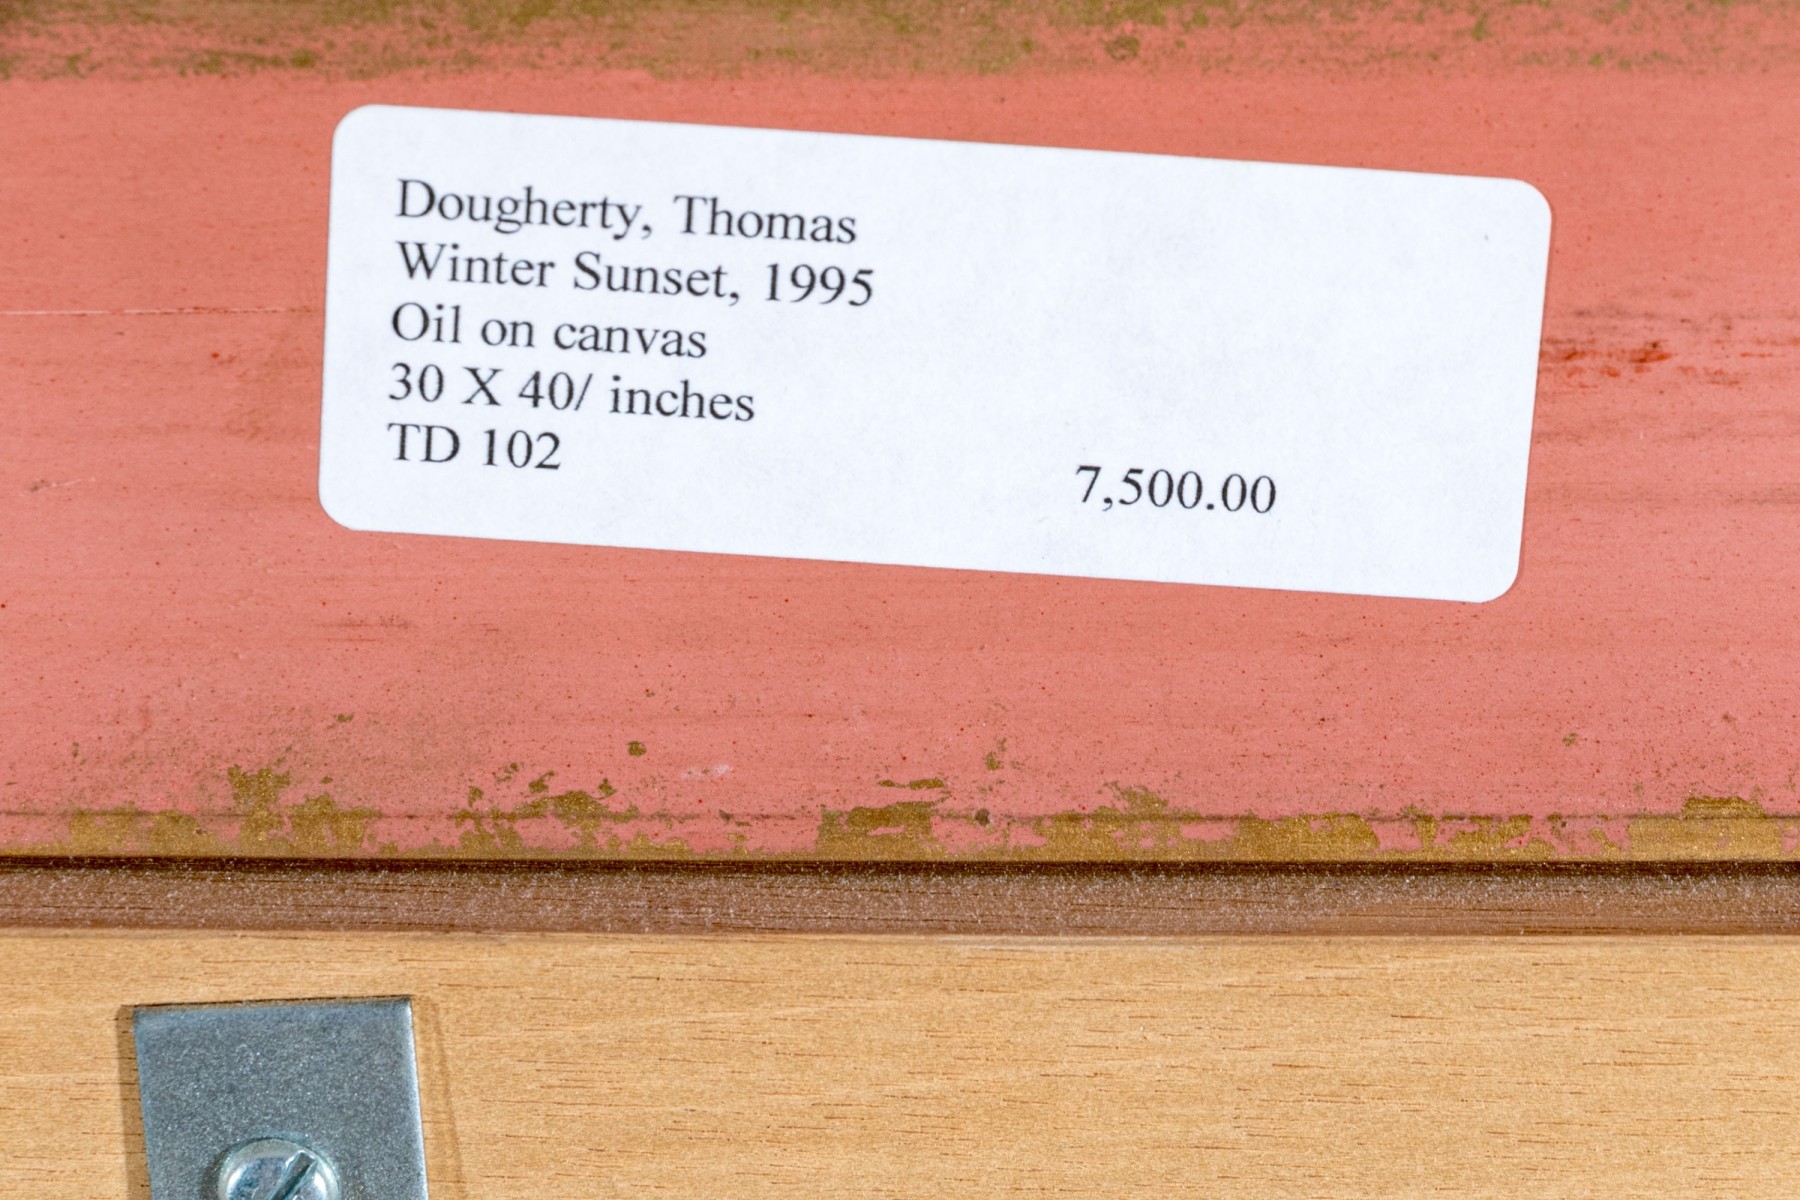 Dougherty, Thomas
Winter Sunset, 1995
Oil on canvas
30 X 40/ inches
TD 102
7,500.00